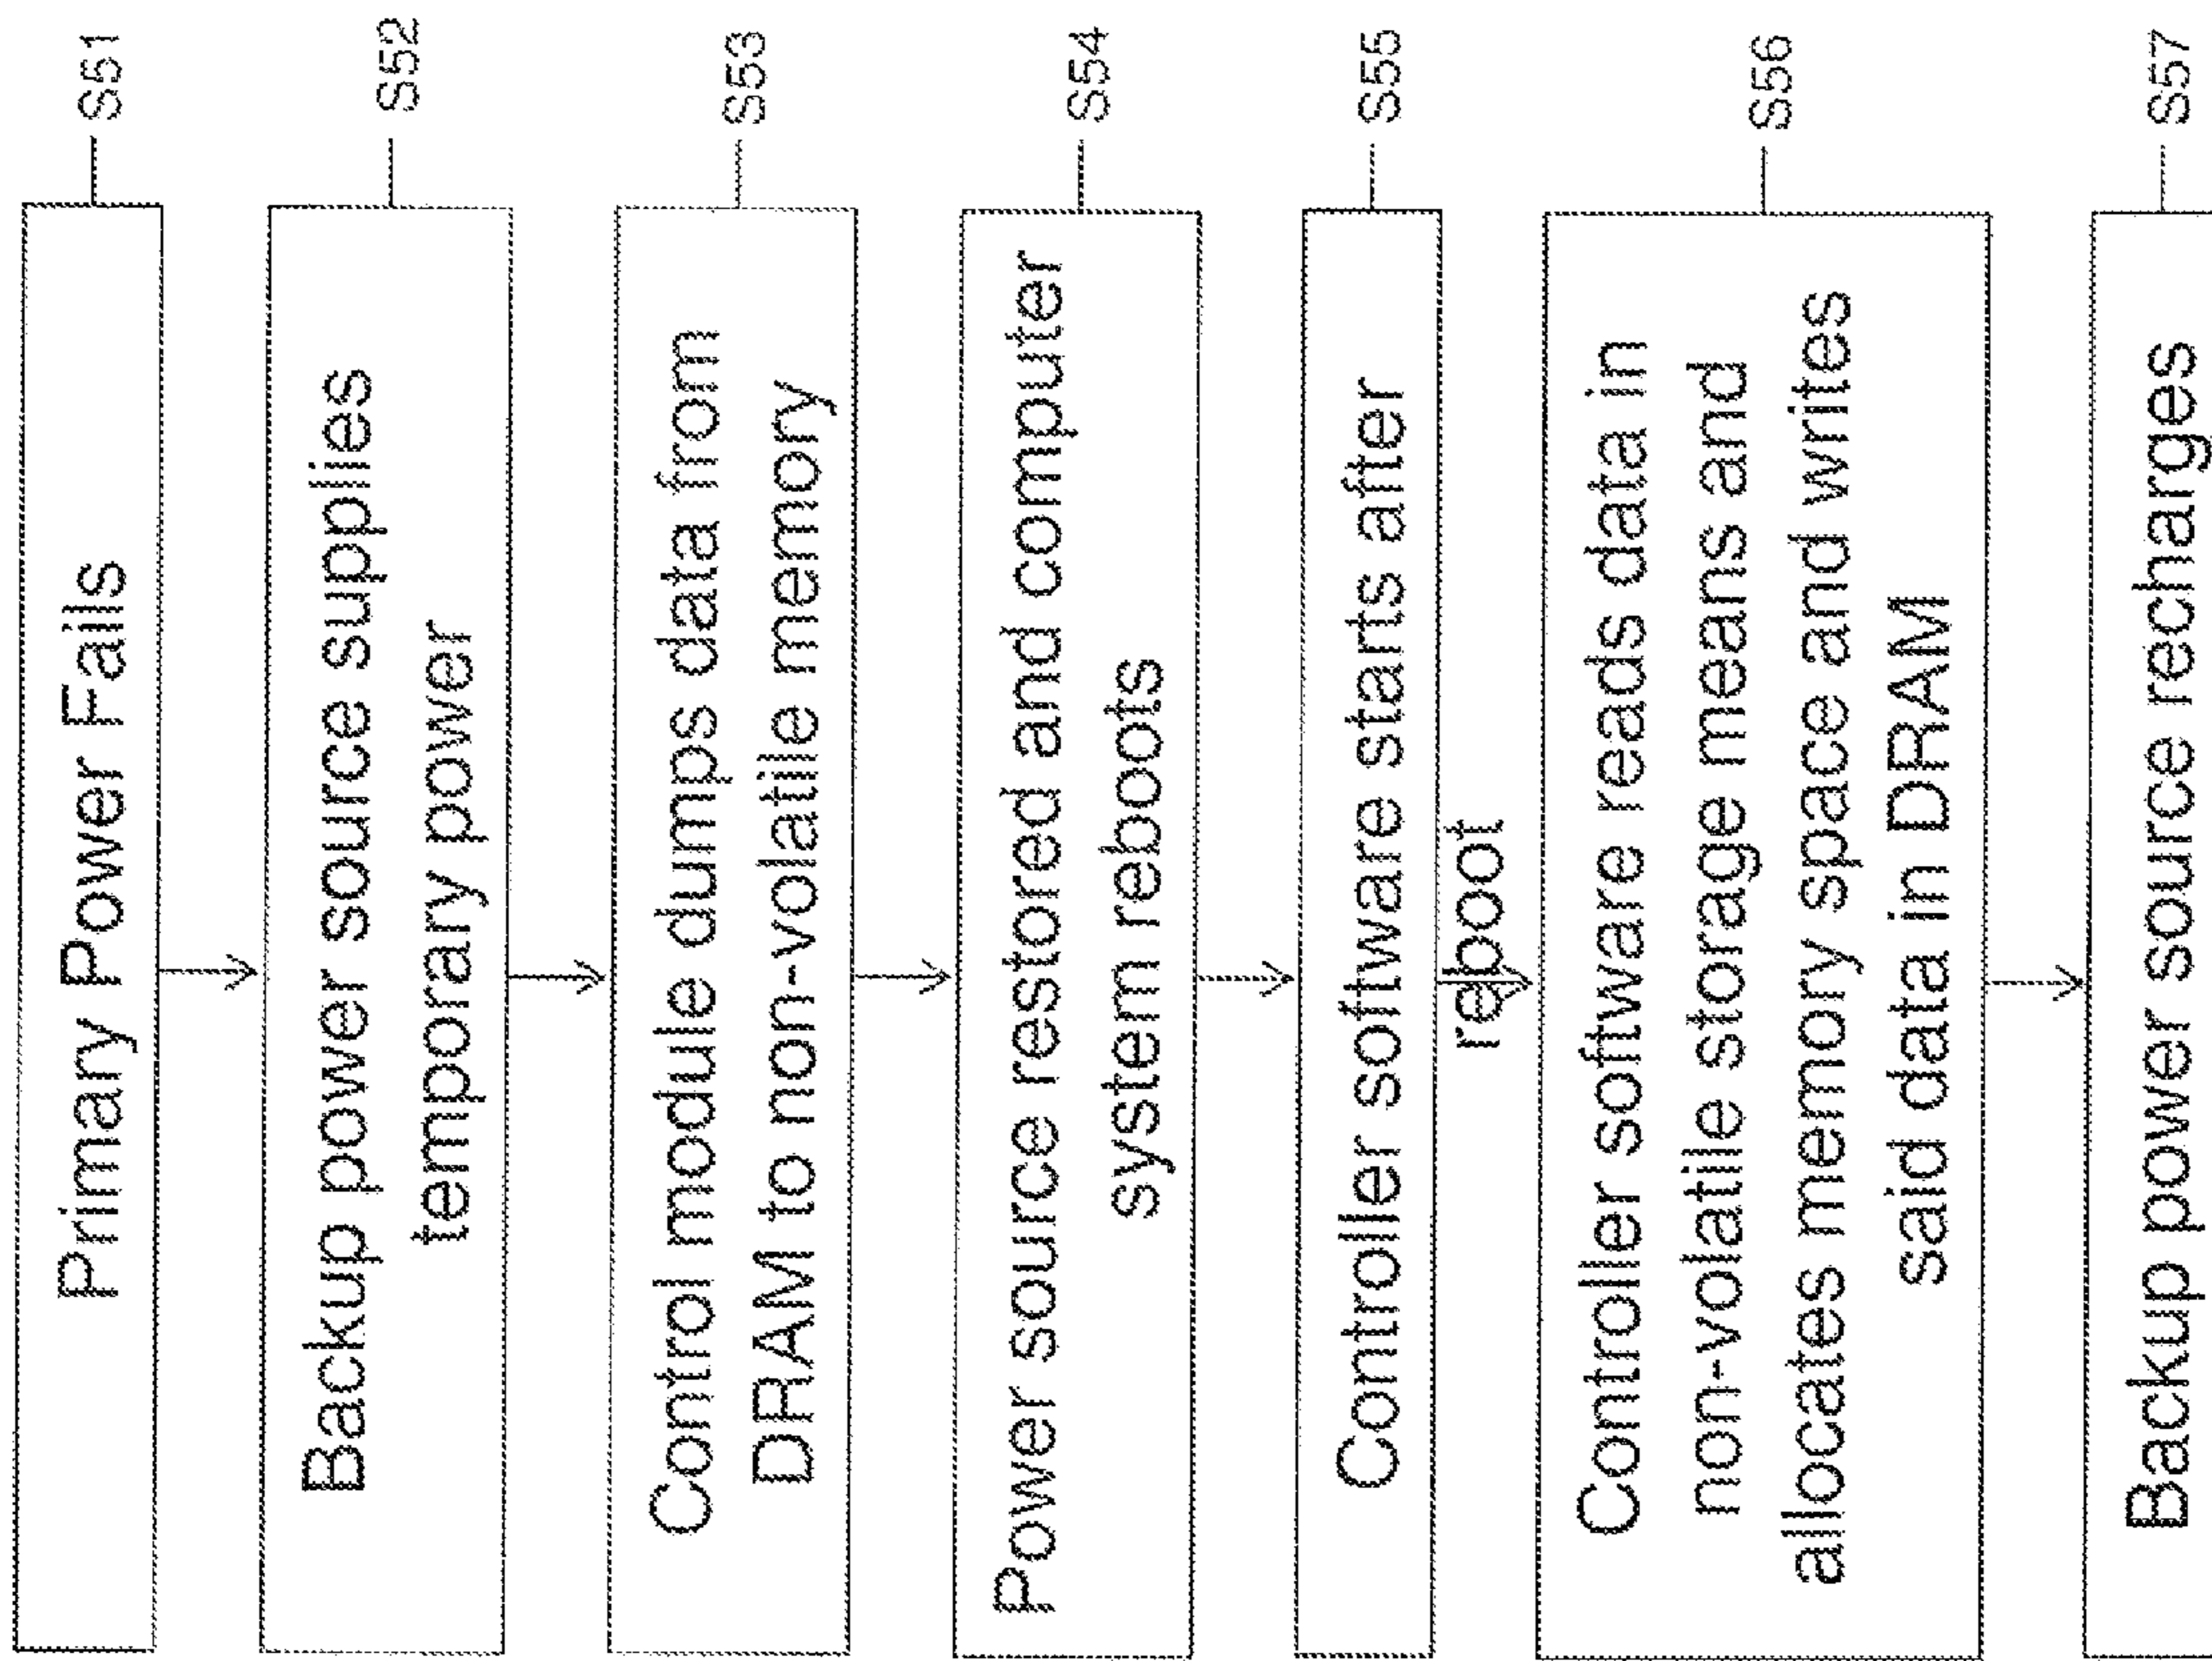 Primary Power Fails
S51
Backup power source supplies
temporary power
S52
Control module dumps data from
DRAM to non-volatile memory
S53
Power source restored and computer
system reboots
S54
Controller software starts after
reboot
S55
Controller software reads data in
non-volatile storage means and
allocates memory space and writes
said data in DRAM
S56
Backup power source recharges
S57